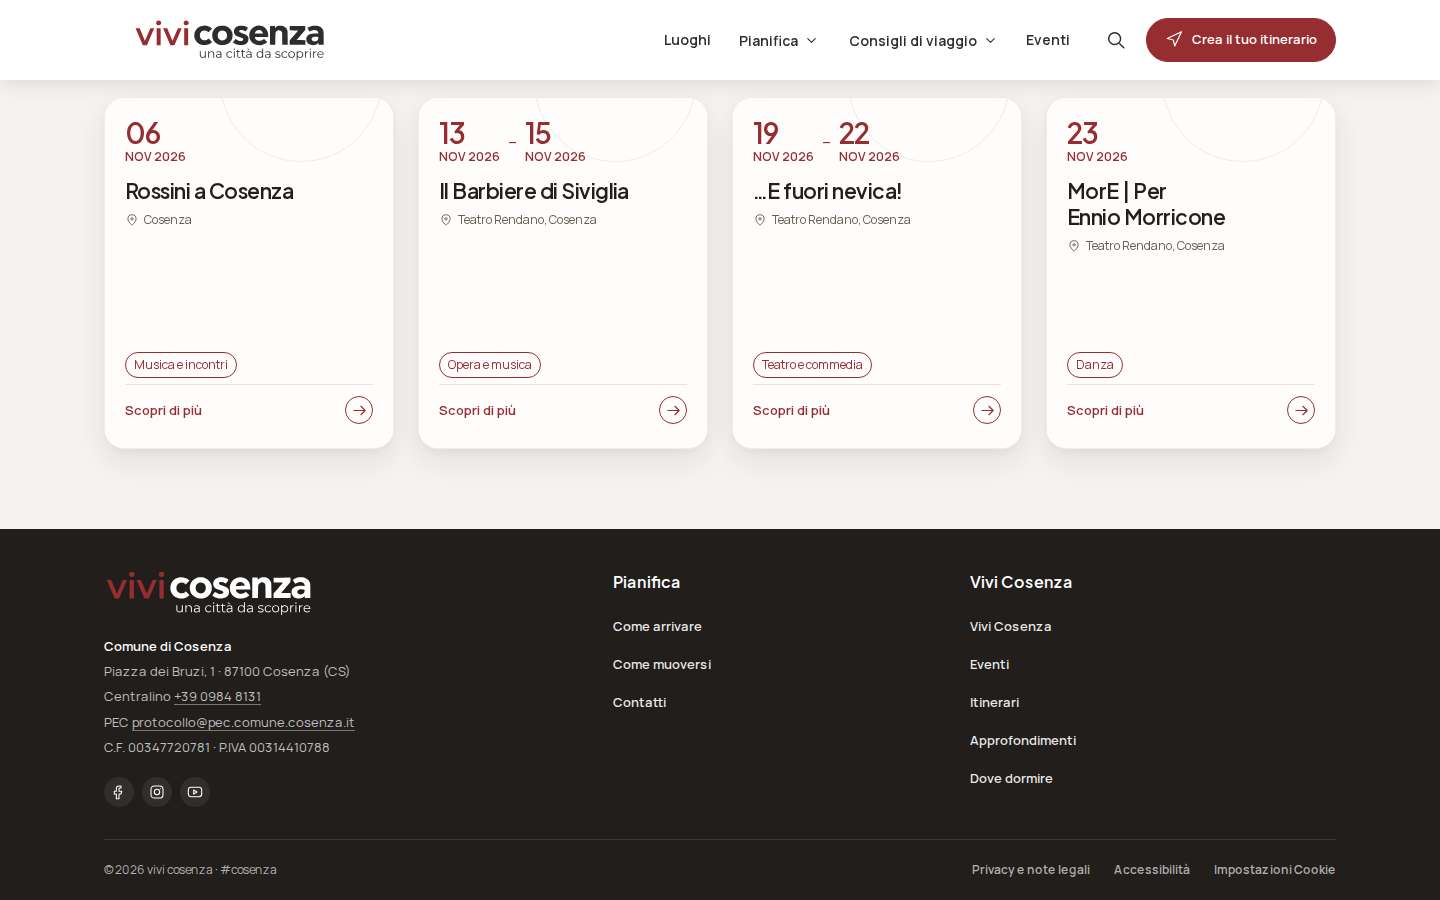 vivi cosenza
una città da scoprire
Luoghi
Pianifica
Consigli di viaggio
Eventi
Crea il tuo itinerario
06
NOV 2026
Rossini a Cosenza
Cosenza
Musica e incontri
Scopri di più
13 – 15
NOV 2026 NOV 2026
Il Barbiere di Siviglia
Teatro Rendano, Cosenza
Opera e musica
Scopri di più
19 – 22
NOV 2026 NOV 2026
...E fuori nevica!
Teatro Rendano, Cosenza
Teatro e commedia
Scopri di più
23
NOV 2026
MorE | Per
Ennio Morricone
Teatro Rendano, Cosenza
Danza
Scopri di più
vivi cosenza
una città da scoprire
Comune di Cosenza
Piazza dei Bruzi, 1 · 87100 Cosenza (CS)
Centralino +39 0984 8131
PEC protocollo@pec.comune.cosenza.it
C.F. 00347720781 · P.IVA 00314410788
Pianifica
Come arrivare
Come muoversi
Contatti
Vivi Cosenza
Vivi Cosenza
Eventi
Itinerari
Approfondimenti
Dove dormire
© 2026 vivi cosenza · #cosenza
Privacy e note legali
Accessibilità
Impostazioni Cookie